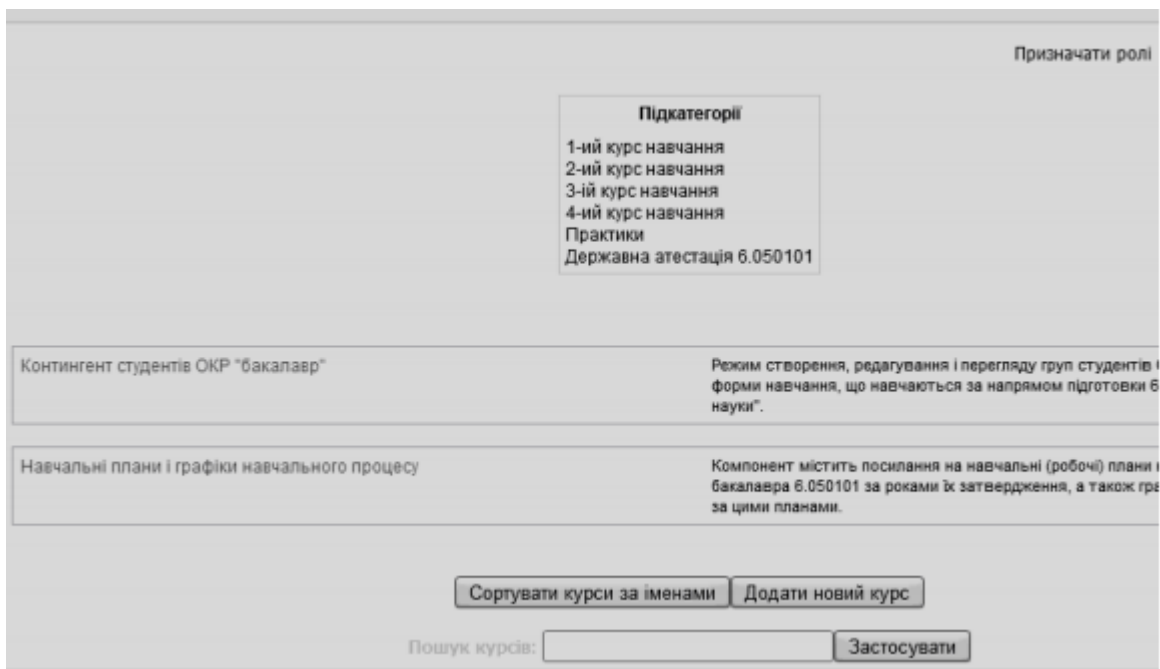 Призначати ролі
Підкатегорії
1-ий курс навчання
2-ий курс навчання
3-ій курс навчання
4-ий курс навчання
Практики
Державна атестація 6.050101
Контингент студентів ОКР "бакалавр"
Режим створення, редагування і перегляду груп студентів
форми навчання, що навчаються за напрямом підготовки 6
науки".
Навчальні плани і графіки навчального процесу
Компонент містить посилання на навчальні (робочі) плани
бакалавра 6.050101 за роками їх затвердження, а також гра
за цими планами.
Сортувати курси за іменами Додати новий курс
Пошук курсів: Застосувати